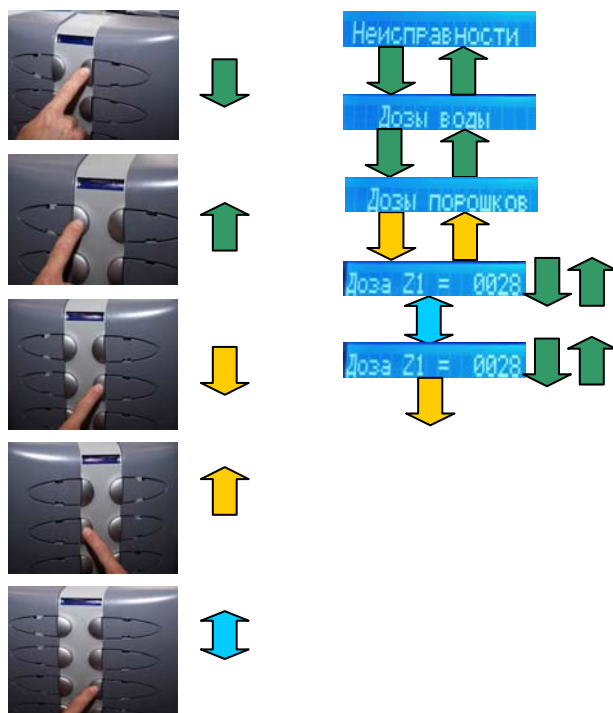 Неисправности
Дозы воды
Дозы порошков
Доза Z1 = 0028
Доза Z1 = 0028